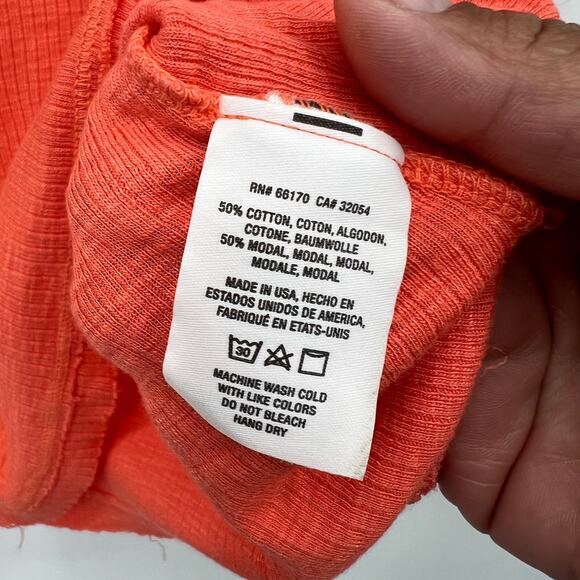 RN# 66170 CA# 32054
50% COTTON, COTON, ALGODON,
COTONE, BAUMWOLLE
50% MODAL, MODAL, MODAL,
MODALE, MODAL
MADE IN USA, HECHO EN
ESTADOS UNIDOS DE AMERICA,
FABRIQUÉ EN ETATS-UNIS
30
MACHINE WASH COLD
WITH LIKE COLORS
DO NOT BLEACH
HANG DRY